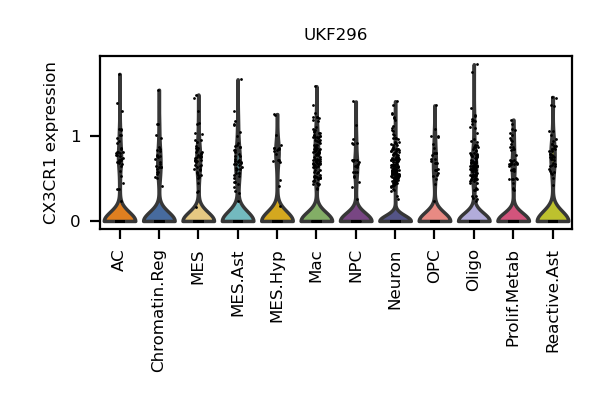 UKF296
CX3CR1 expression
1
0
AC
Chromatin.Reg
MES
MES.Ast
MES.Hyp
Mac
NPC
Neuron
OPC
Oligo
Prolif.Metab
Reactive.Ast